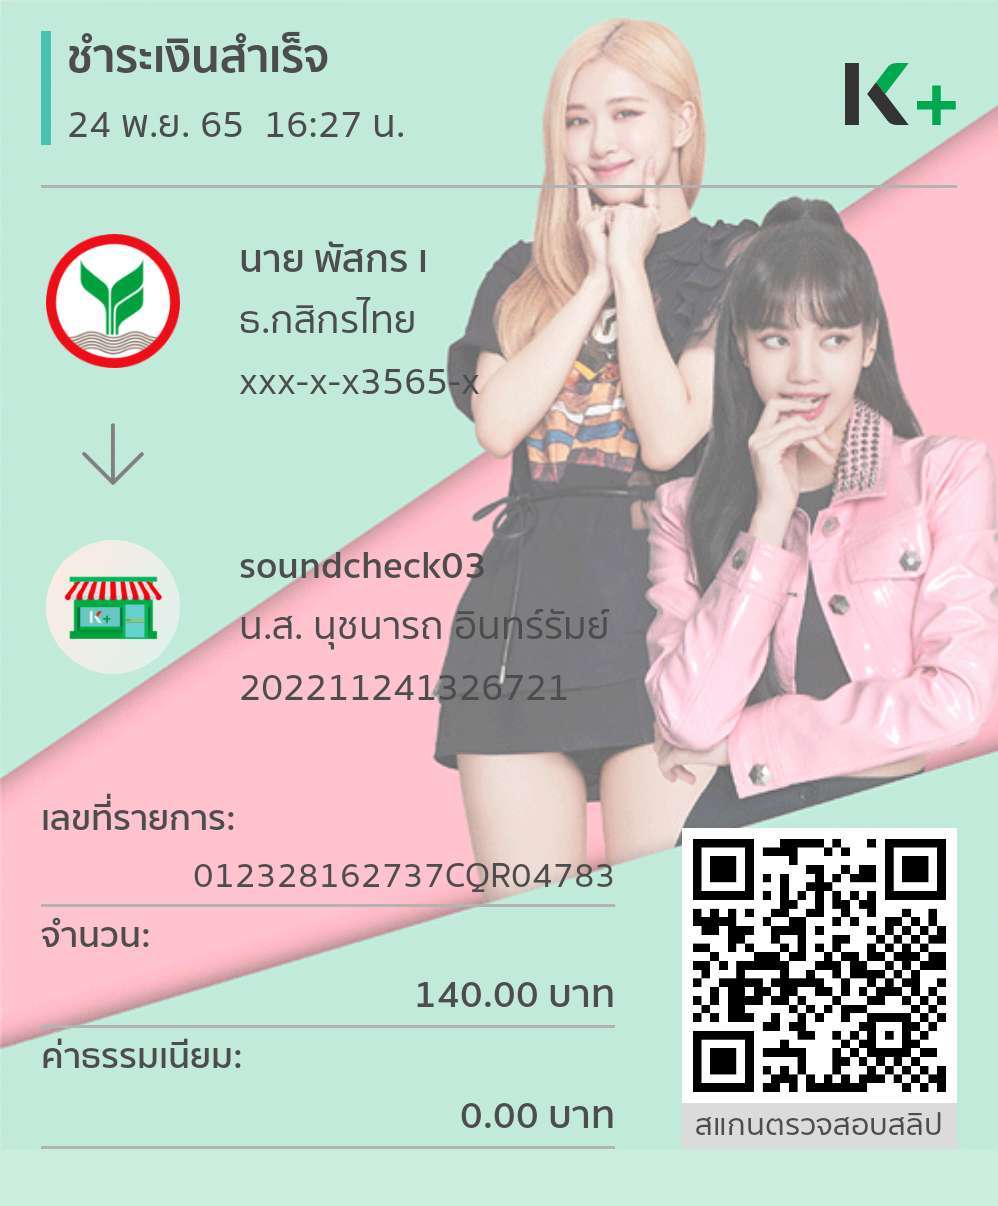 ชำระเงินสำเร็จ
24 พ.ย. 65 16:27 น.
K+
นาย พัสกร เ
ธ.กสิกรไทย
xxx-x-x3565-x
soundcheck03
น.ส. นุชนารถ อินทร์รัมย์
202211241326721
K+
เลขที่รายการ:
012328162737CQR04783
จำนวน:
140.00 บาท
ค่าธรรมเนียม:
0.00 บาท
สแกนตรวจสอบสลิป